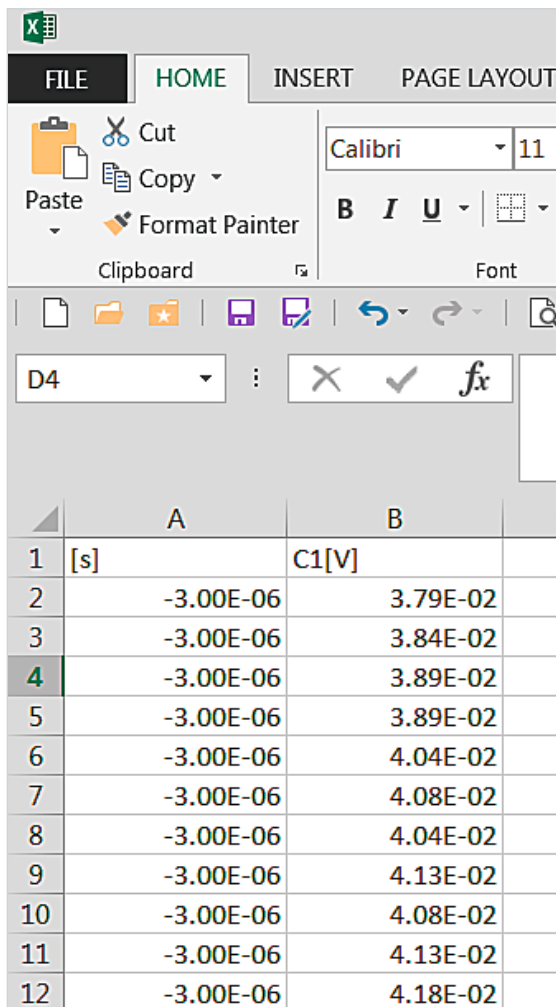 FILE HOME INSERT PAGE LAYOUT
Cut
Calibri 11
Copy
Paste
B I U
Format Painter
Clipboard Font
D4 fx
A B
1 [s] C1[V]
2 -3.00E-06 3.79E-02
3 -3.00E-06 3.84E-02
4 -3.00E-06 3.89E-02
5 -3.00E-06 3.89E-02
6 -3.00E-06 4.04E-02
7 -3.00E-06 4.08E-02
8 -3.00E-06 4.04E-02
9 -3.00E-06 4.13E-02
10 -3.00E-06 4.08E-02
11 -3.00E-06 4.13E-02
12 -3.00E-06 4.18E-02